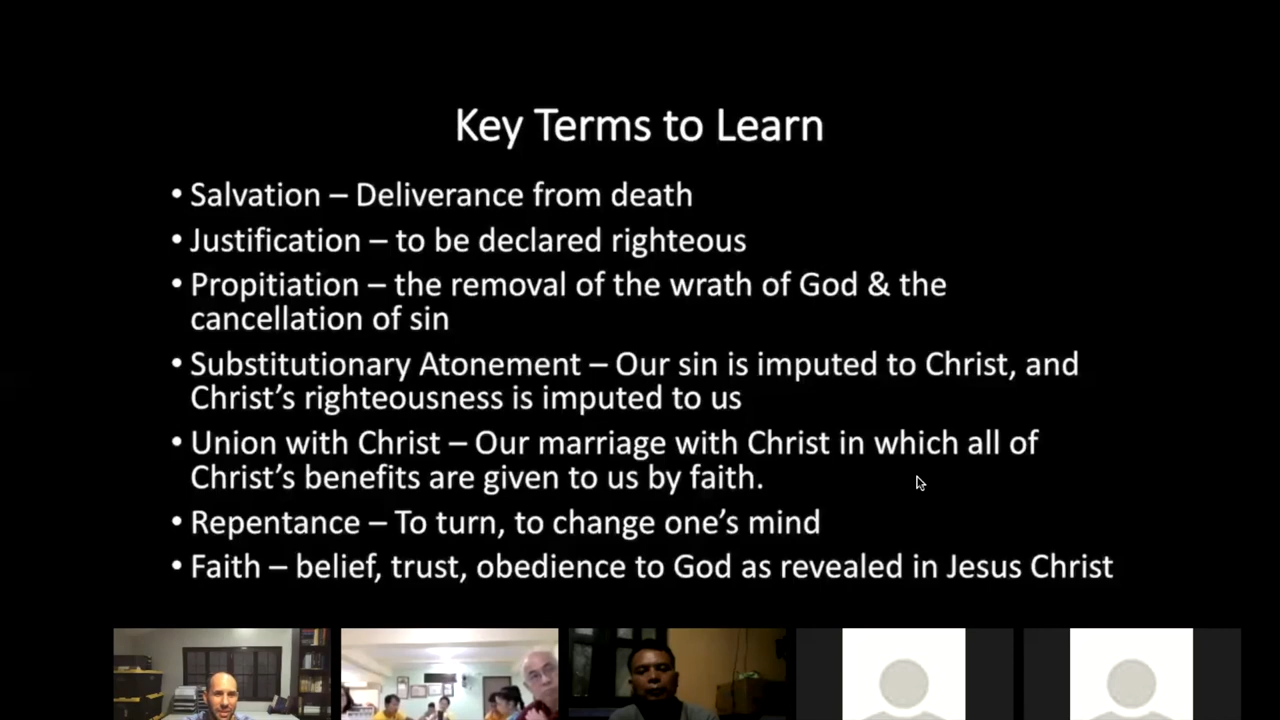 Key Terms to Learn
• Salvation – Deliverance from death
• Justification – to be declared righteous
• Propitiation – the removal of the wrath of God & the
cancellation of sin
• Substitutionary Atonement – Our sin is imputed to Christ, and
Christ’s righteousness is imputed to us
• Union with Christ – Our marriage with Christ in which all of
Christ’s benefits are given to us by faith.
• Repentance – To turn, to change one’s mind
• Faith – belief, trust, obedience to God as revealed in Jesus Christ